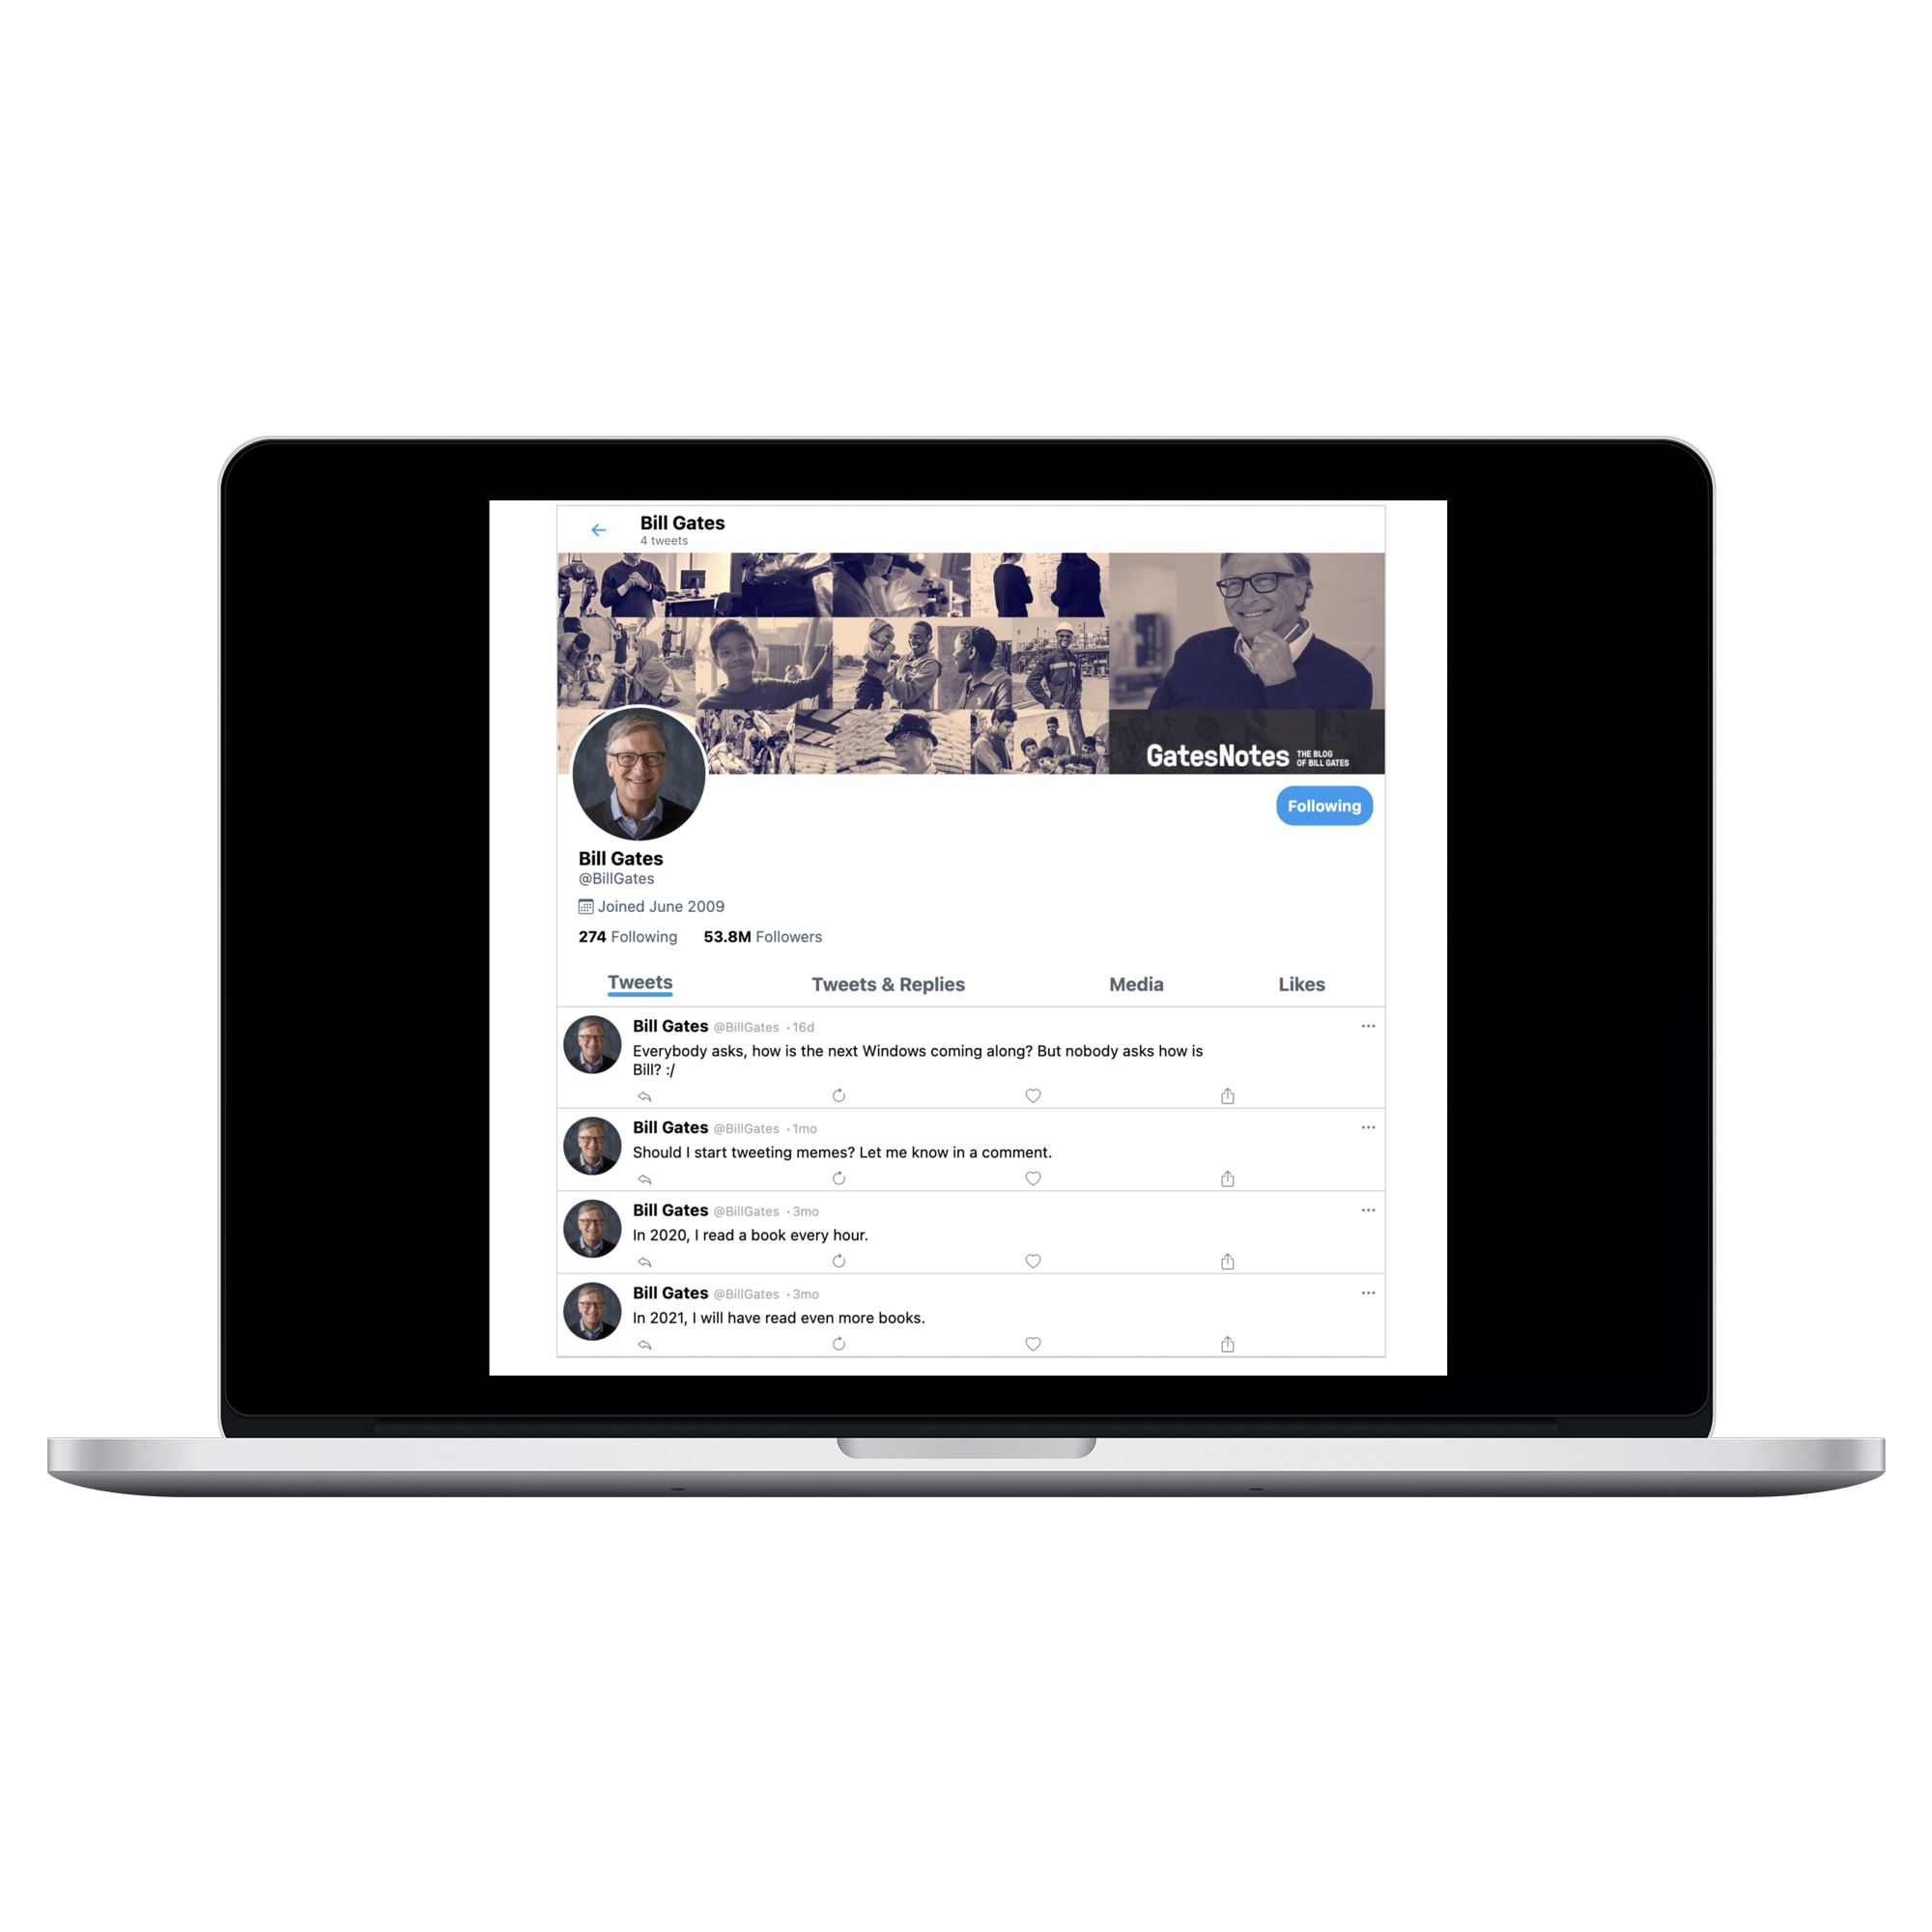 Bill Gates
4 tweets
GatesNotes THE BLOG
OF BILL GATES
Following
Bill Gates
@BillGates
Joined June 2009
274 Following 53.8M Followers
Tweets Tweets & Replies Media Likes
Bill Gates @BillGates · 16d
Everybody asks, how is the next Windows coming along? But nobody asks how is
Bill? :/
Bill Gates @BillGates · 1mo
Should I start tweeting memes? Let me know in a comment.
Bill Gates @BillGates · 3mo
In 2020, I read a book every hour.
Bill Gates @BillGates · 3mo
In 2021, I will have read even more books.